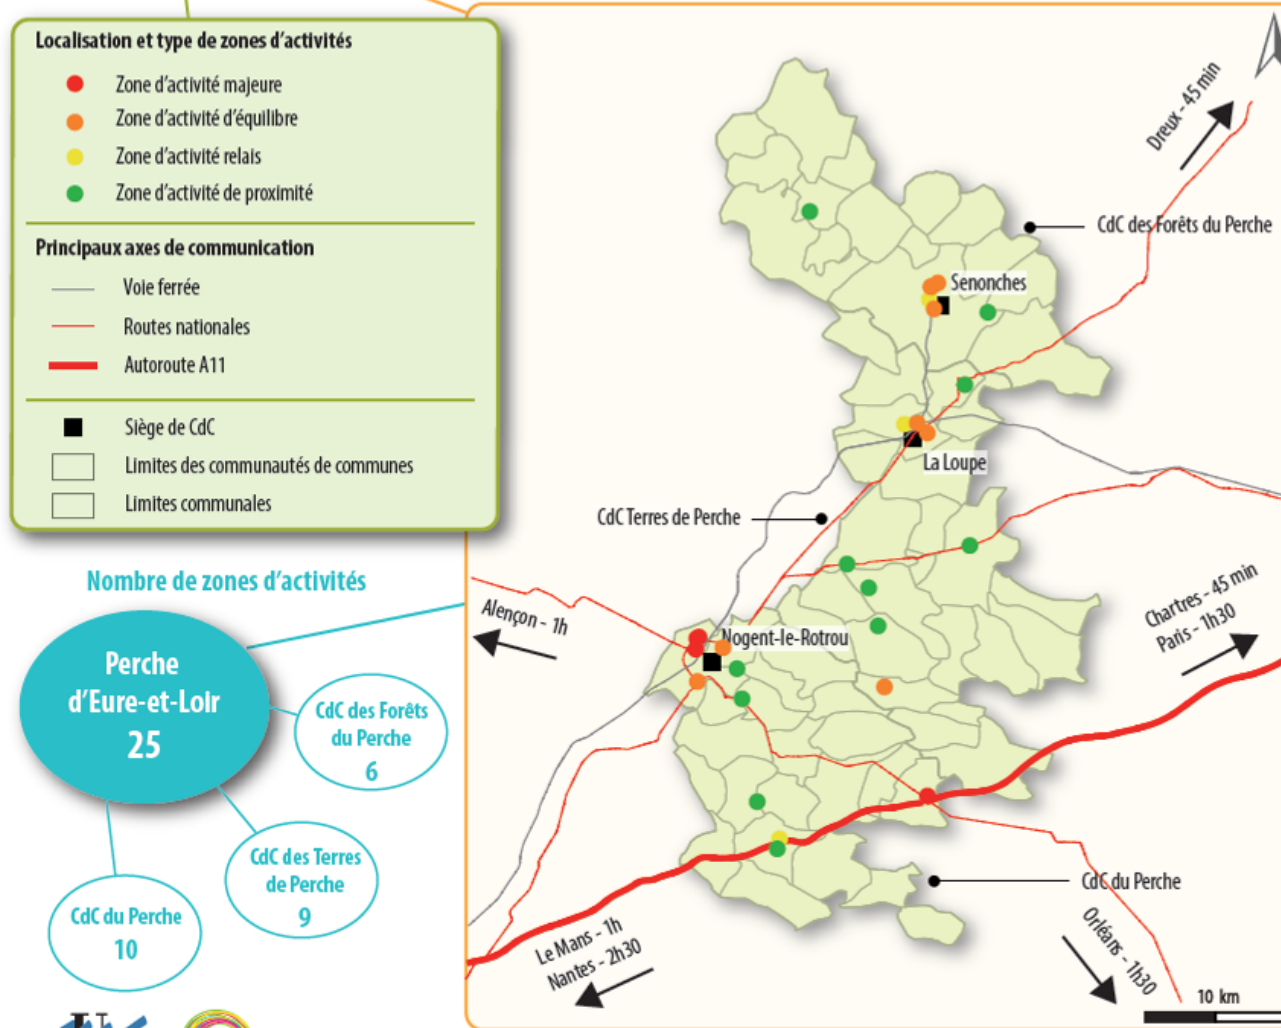 Localisation et type de zones d'activités
Zone d'activité majeure
Zone d'activité d'équilibre
Zone d'activité relais
Zone d'activité de proximité
Principaux axes de communication
Voie ferrée
Routes nationales
Autoroute A11
Siège de CdC
Limites des communautés de communes
Limites communales
Nombre de zones d'activités
Perche
d'Eure-et-Loir
25
CdC des Forêts
du Perche
6
CdC des Terres
de Perche
9
CdC du Perche
10
Dreux - 45 min
CdC des Forêts du Perche
Senonches
La Loupe
CdC Terres de Perche
Alençon - 1h
Nogent-le-Rotrou
Chartres - 45 min
Paris - 1h30
CdC du Perche
Le Mans - 1h
Nantes - 2h30
Orléans - 1h30
10 km